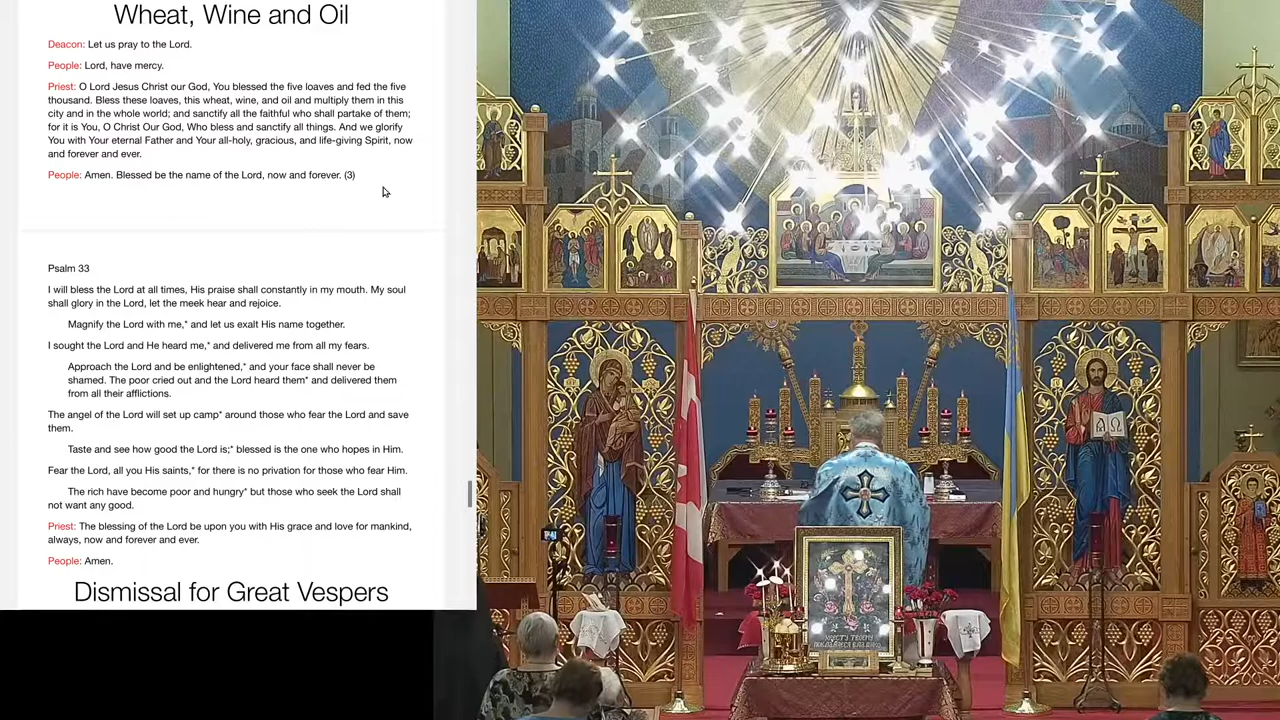 Wheat, Wine and Oil
Deacon: Let us pray to the Lord.
People: Lord, have mercy.
Priest: O Lord Jesus Christ our God, You blessed the five loaves and fed the five
thousand. Bless these loaves, this wheat, wine, and oil and multiply them in this
city and in the whole world; and sanctify all the faithful who shall partake of them;
for it is You, O Christ Our God, Who bless and sanctify all things. And we glorify
You with Your eternal Father and Your all-holy, gracious, and life-giving Spirit, now
and forever and ever.
People: Amen. Blessed be the name of the Lord, now and forever. (3)
Psalm 33
I will bless the Lord at all times, His praise shall constantly in my mouth. My soul
shall glory in the Lord, let the meek hear and rejoice.
Magnify the Lord with me,* and let us exalt His name together.
I sought the Lord and He heard me,* and delivered me from all my fears.
Approach the Lord and be enlightened,* and your face shall never be
shamed. The poor cried out and the Lord heard them* and delivered them
from all their afflictions.
The angel of the Lord will set up camp* around those who fear the Lord and save
them.
Taste and see how good the Lord is;* blessed is the one who hopes in Him.
Fear the Lord, all you His saints,* for there is no privation for those who fear Him.
The rich have become poor and hungry* but those who seek the Lord shall
not want any good.
Priest: The blessing of the Lord be upon you with His grace and love for mankind,
always, now and forever and ever.
People: Amen.
Dismissal for Great Vespers
Α Ω